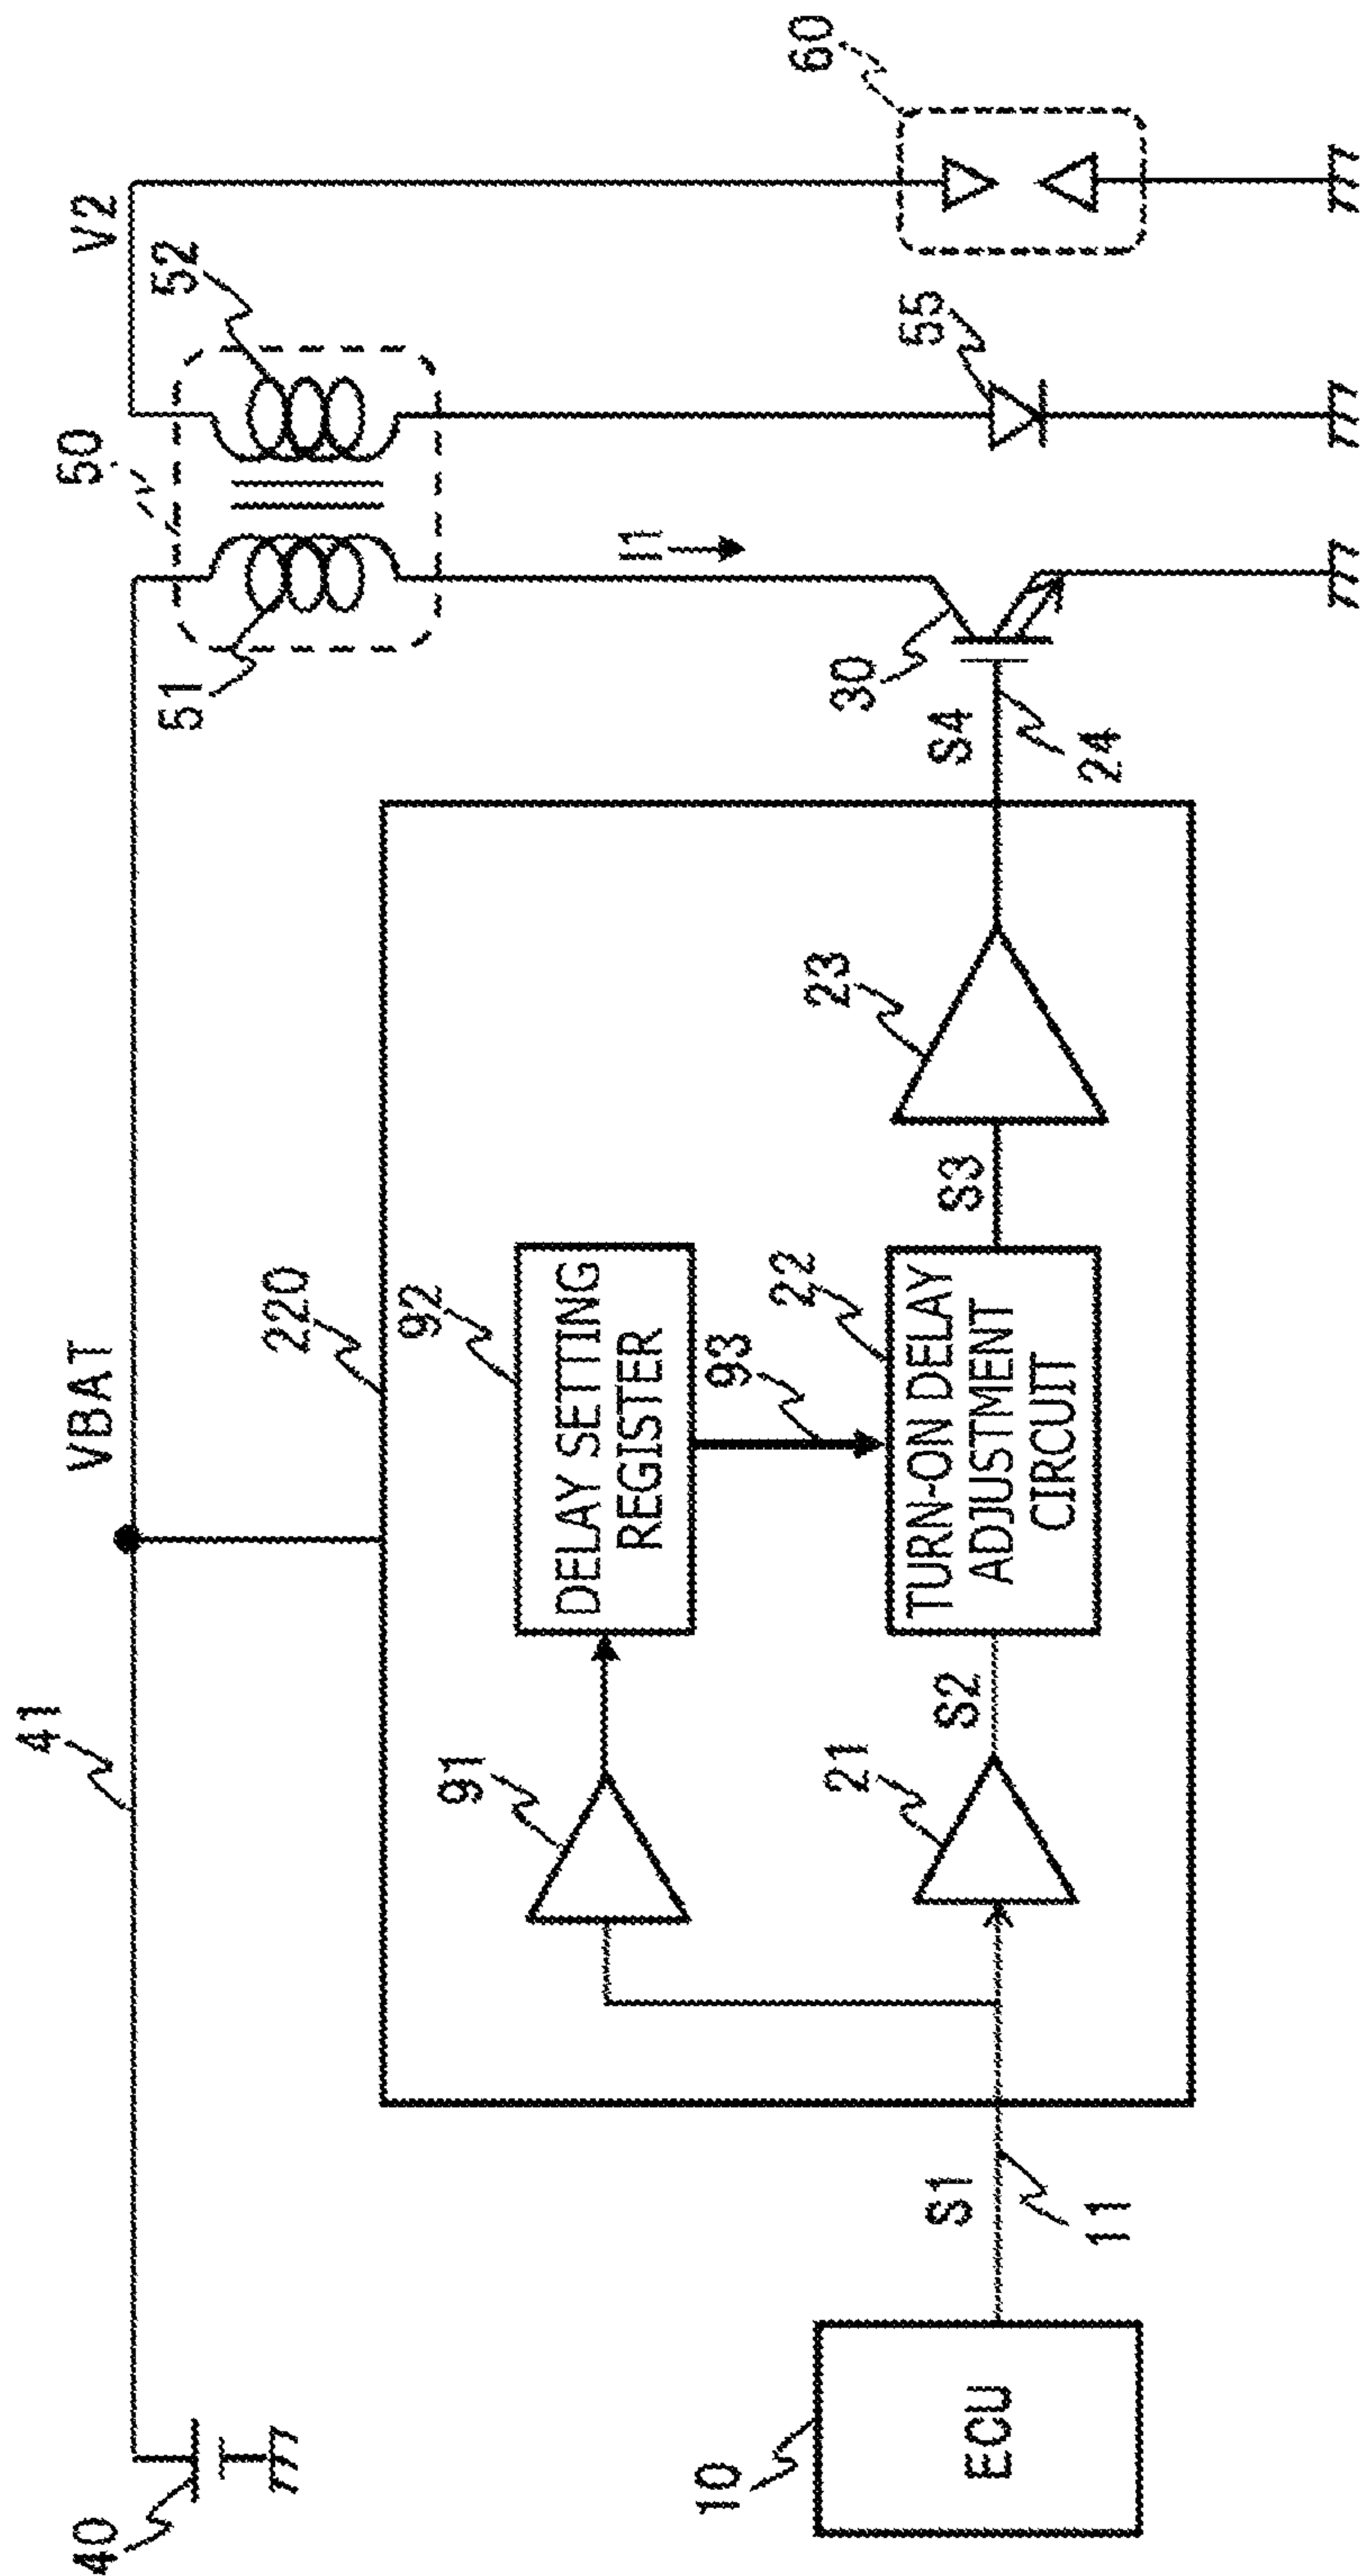 40
41
VBAT
50
V2
51
52
220
92
DELAY SETTING
REGISTER
91
93
I1
55
60
10
ECU
S1
11
21
S2
22
TURN-ON DELAY
ADJUSTMENT
CIRCUIT
S3
23
S4
24
30